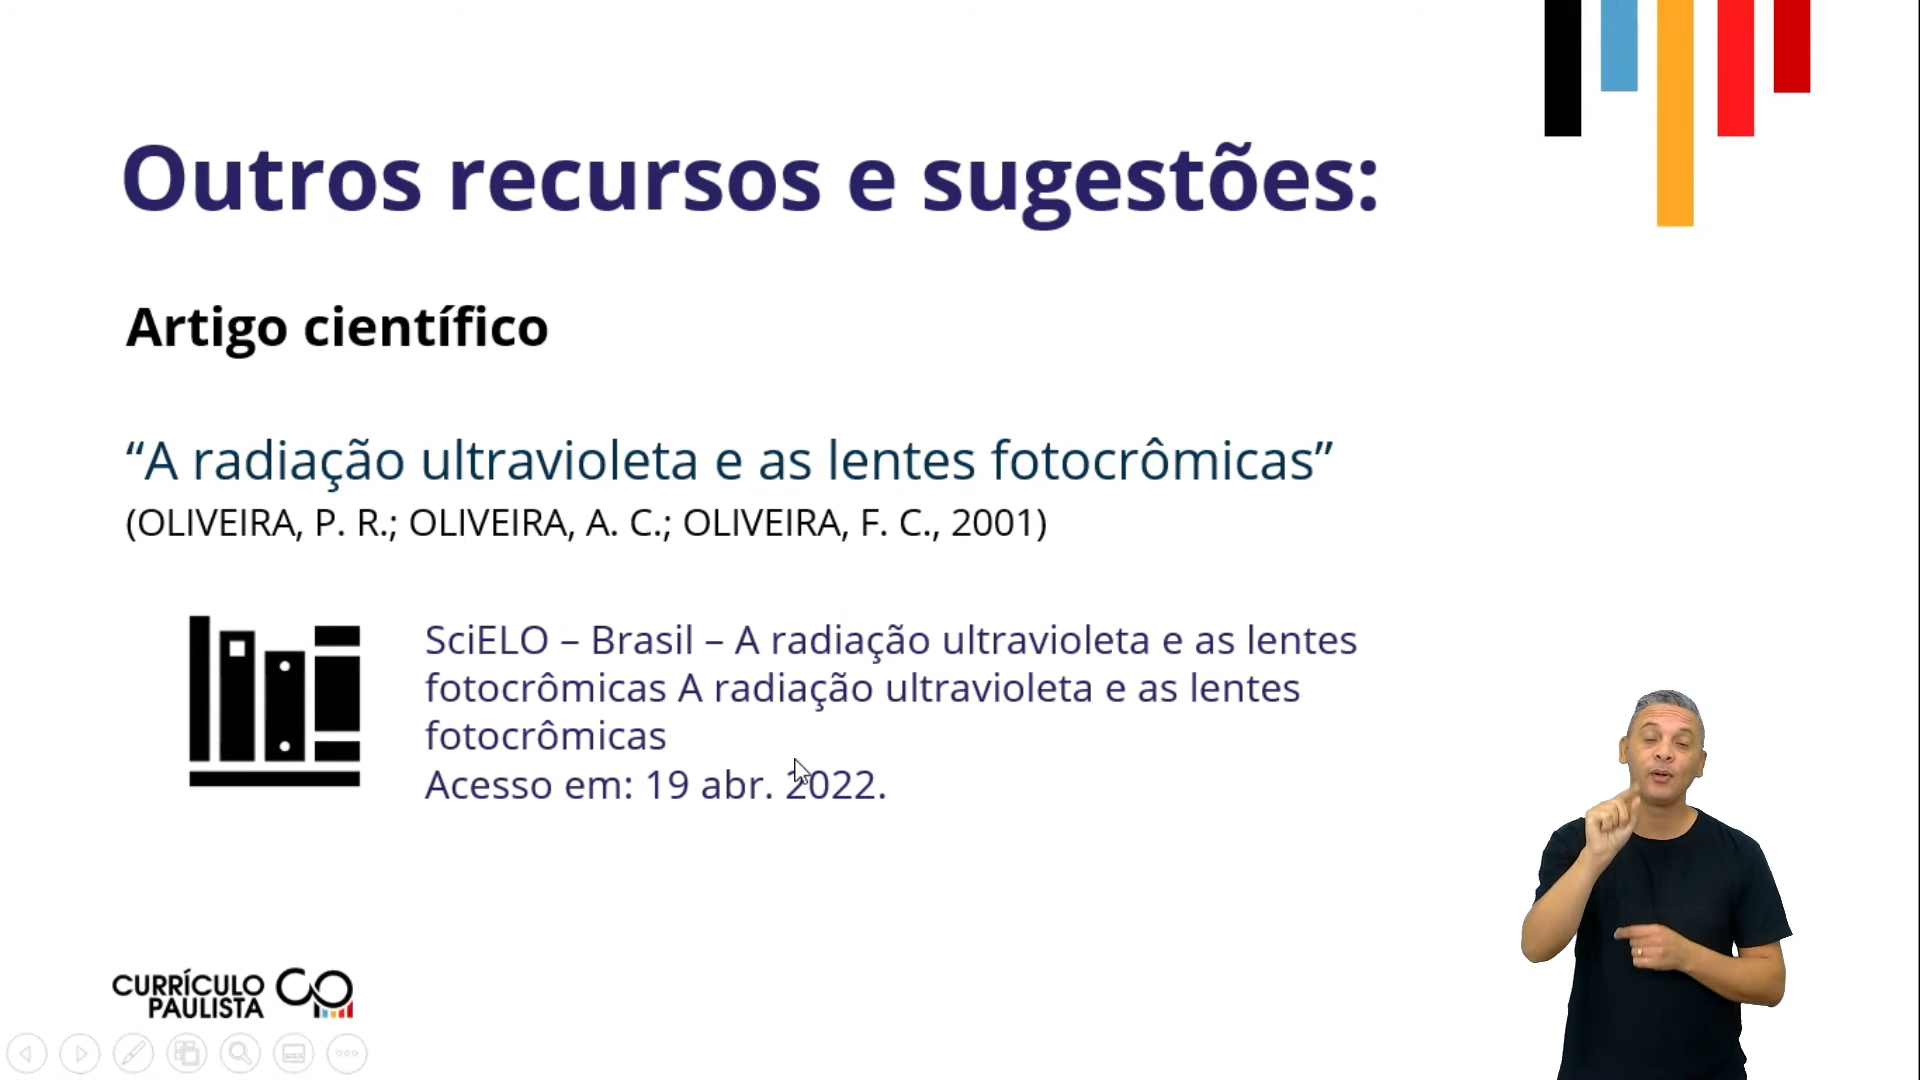 Outros recursos e sugestões:
Artigo científico
“A radiação ultravioleta e as lentes fotocrômicas”
(OLIVEIRA, P. R.; OLIVEIRA, A. C.; OLIVEIRA, F. C., 2001)
SciELO – Brasil – A radiação ultravioleta e as lentes
fotocrômicas A radiação ultravioleta e as lentes
fotocrômicas
Acesso em: 19 abr. 2022.
CURRÍCULO
PAULISTA